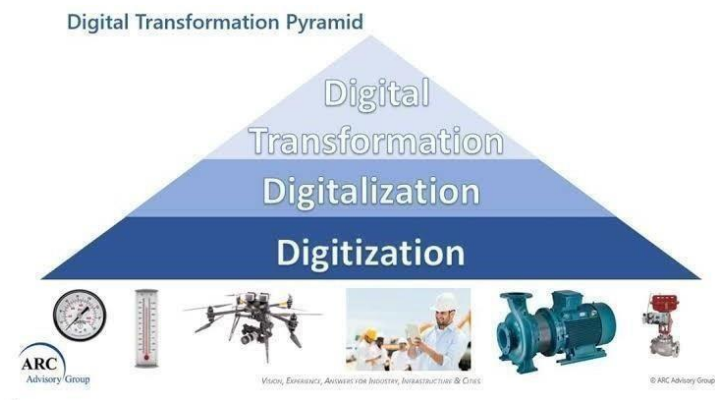 Digital Transformation Pyramid
Digital
Transformation
Digitalization
Digitization
ARC
Advisory Group
VISION, EXPERIENCE, ANSWERS FOR INDUSTRY, INFRASTRUCTURE & CITIES
© ARC Advisory Group